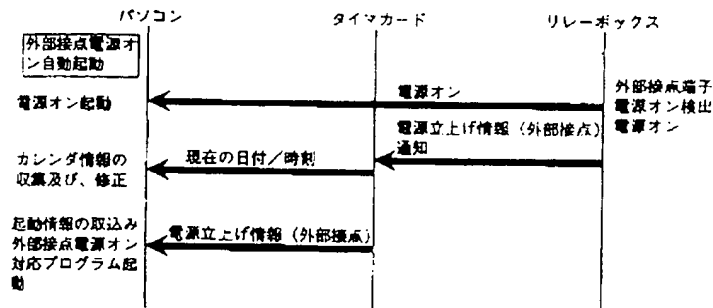 パソコン
タイマカード
リレーボックス
外部接点電源オ
ン自動起動
電源オン起動
電源オン
外部接点端子
電源オン検出
電源オン
電源立上げ情報（外部接点）
通知
カレンダ情報の
収集及び、修正
現在の日付／時刻
起動情報の取込み
外部接点電源オン
対応プログラム起
動
電源立上げ情報（外部接点）